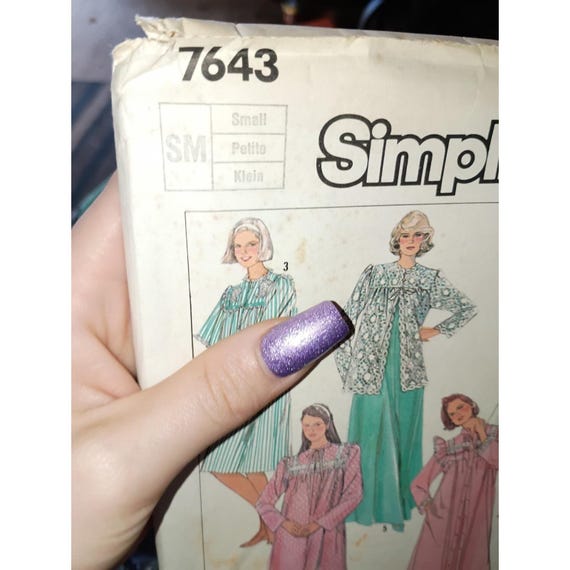 7643
SM
Small
Petite
Klein
Simpl
3
5